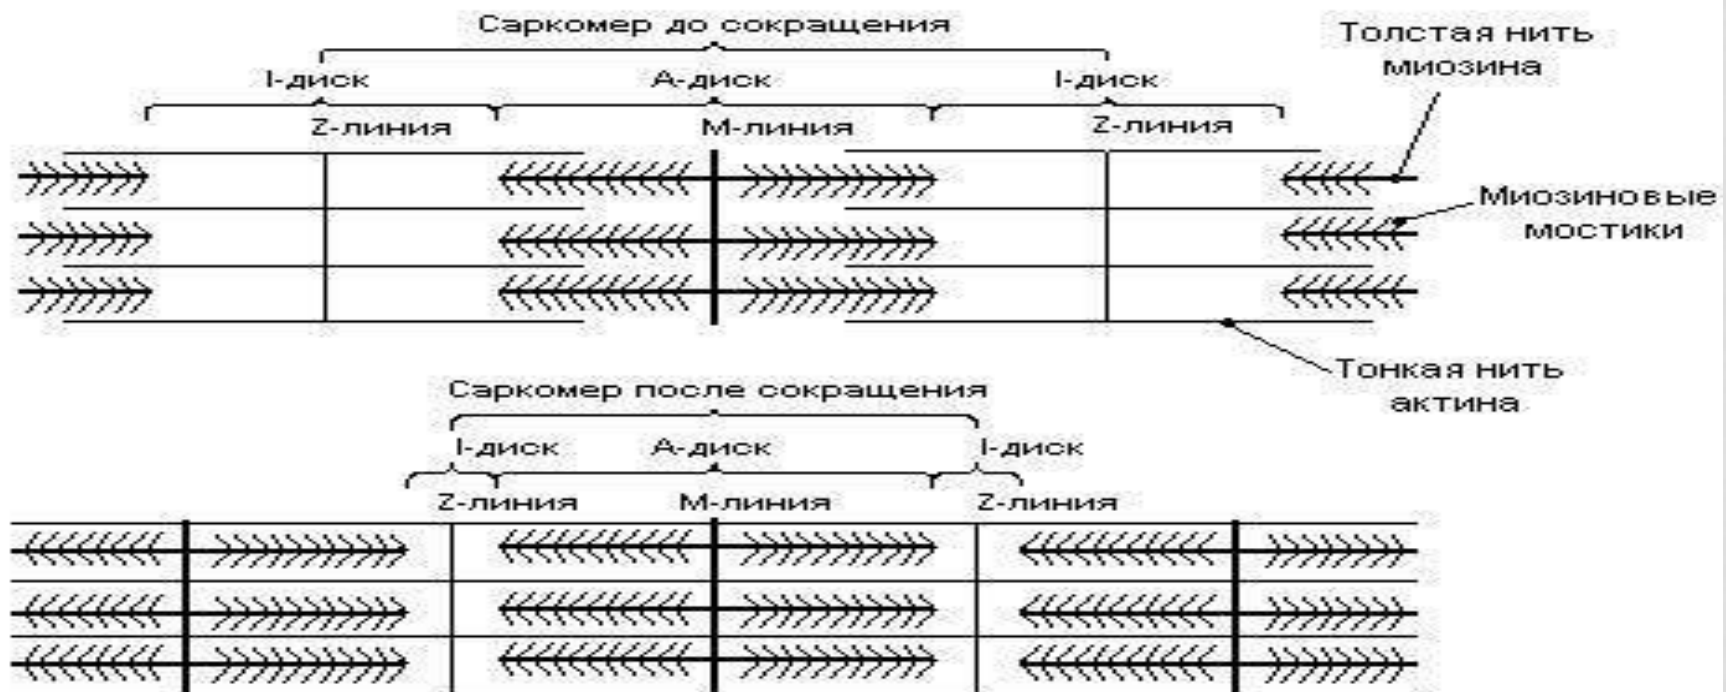 Саркомер до сокращения
Толстая нить
миозина
I-диск
А-диск
I-диск
Z-линия
М-линия
Z-линия
Миозиновые
мостики
Тонкая нить
актина
Саркомер после сокращения
I-диск
А-диск
I-диск
Z-линия
М-линия
Z-линия